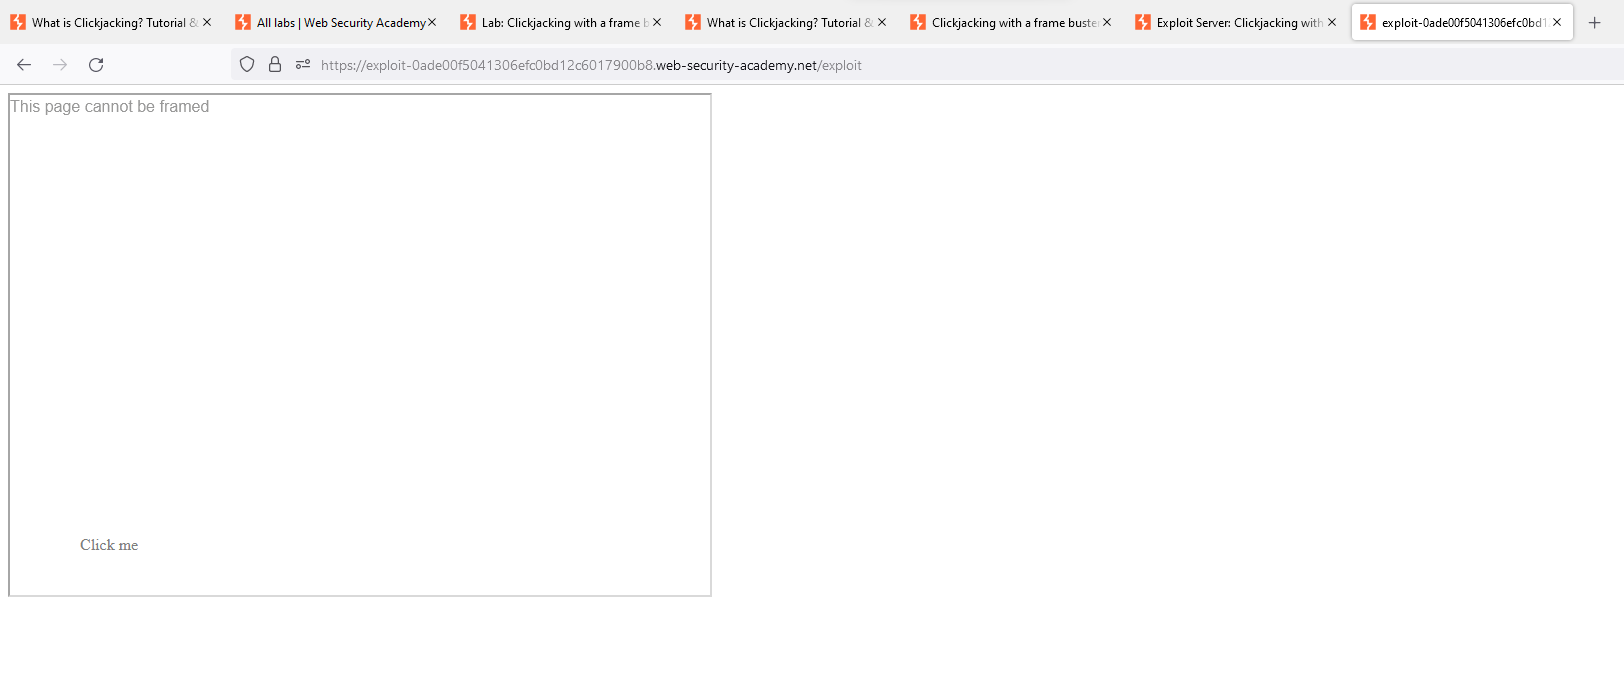 What is Clickjacking? Tutorial &
All labs | Web Security Academy
Lab: Clickjacking with a frame b
What is Clickjacking? Tutorial &
Clickjacking with a frame buste
Exploit Server: Clickjacking with
exploit-0ade00f5041306efc0bd1
https://exploit-0ade00f5041306efc0bd12c6017900b8.web-security-academy.net/exploit
This page cannot be framed
Click me